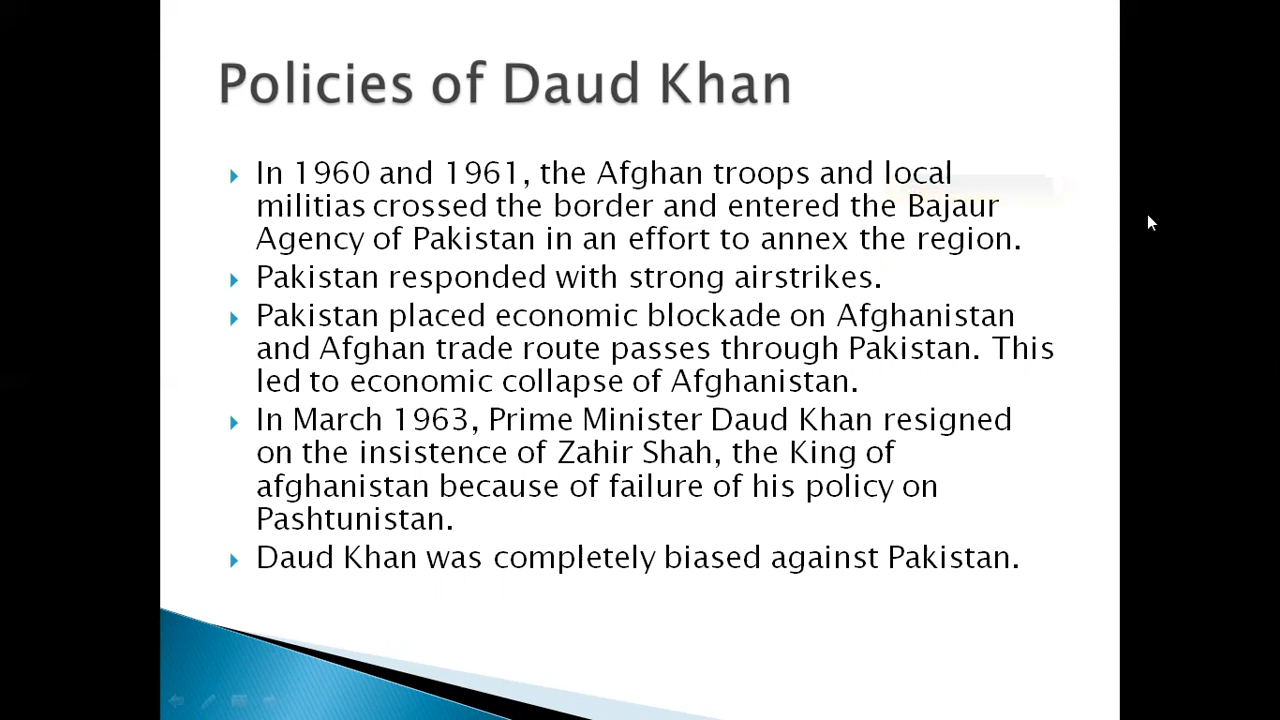 Policies of Daud Khan
In 1960 and 1961, the Afghan troops and local
militias crossed the border and entered the Bajaur
Agency of Pakistan in an effort to annex the region.
Pakistan responded with strong airstrikes.
Pakistan placed economic blockade on Afghanistan
and Afghan trade route passes through Pakistan. This
led to economic collapse of Afghanistan.
In March 1963, Prime Minister Daud Khan resigned
on the insistence of Zahir Shah, the King of
afghanistan because of failure of his policy on
Pashtunistan.
Daud Khan was completely biased against Pakistan.